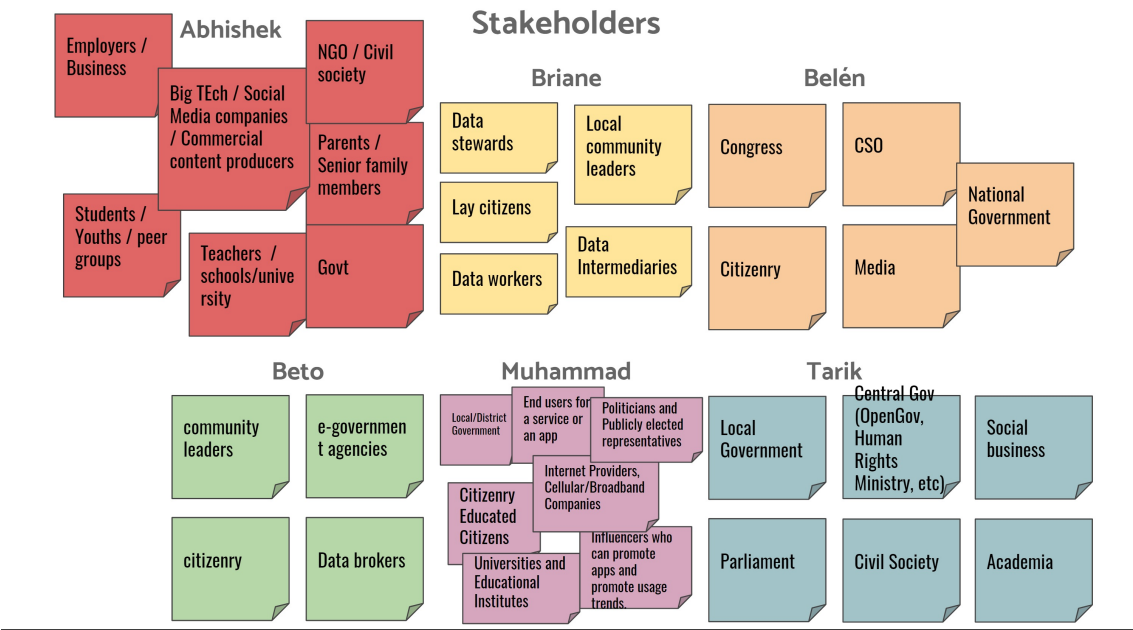 Stakeholders
Abhishek
Employers /
Business
Big TEch / Social
Media companies
/ Commercial
content producers
NGO / Civil
society
Parents /
Senior family
members
Students /
Youths / peer
groups
Teachers  /
schools/unive
rsity
Govt
Briane
Data
stewards
Local
community
leaders
Lay citizens
Data
Intermediaries
Data workers
Belén
Congress
CSO
National
Government
Citizenry
Media
Beto
community
leaders
e-governmen
t agencies
citizenry
Data brokers
Muhammad
Local/District
Government
End users for
a service or
an app
Politicians and
Publicly elected
representatives
Internet Providers,
Cellular/Broadband
Companies
Citizenry
Educated
Citizens
Universities and
Educational
Institutes
Influencers who
can promote
apps and
promote usage
trends.
Tarik
Local
Government
Central Gov
(OpenGov,
Human
Rights
Ministry, etc)
Social
business
Parliament
Civil Society
Academia